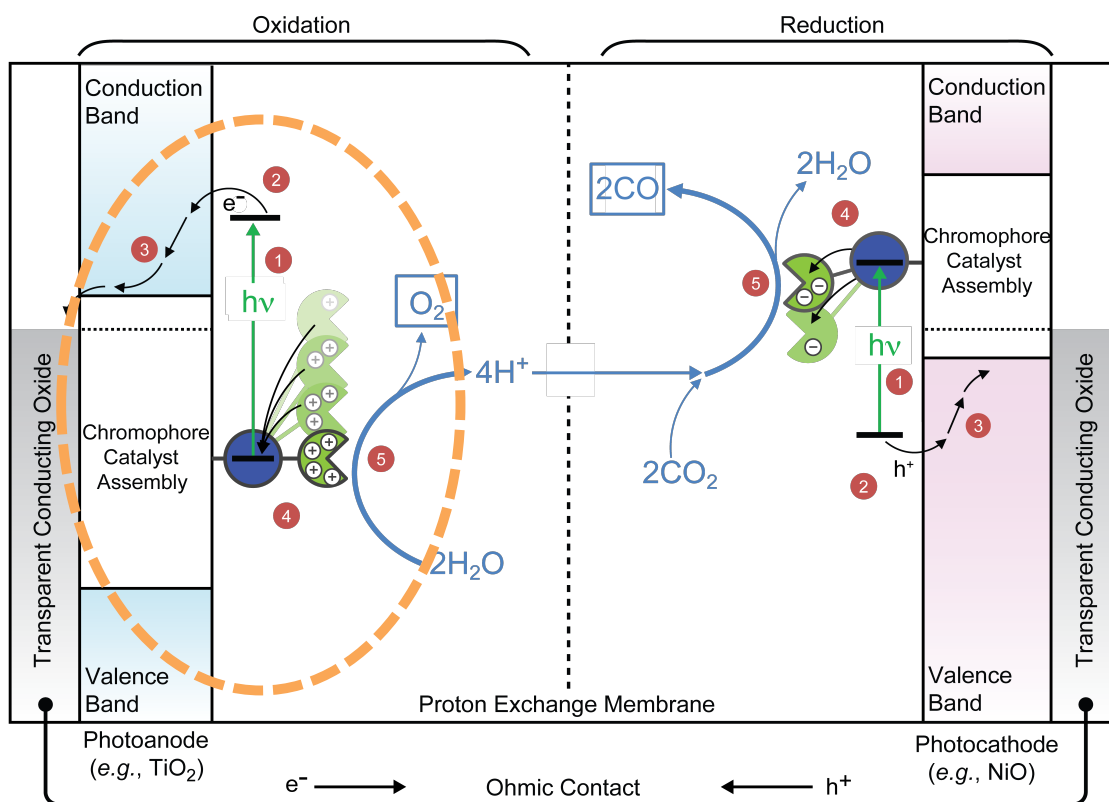 Oxidation
Reduction
Conduction
Band
Conduction
Band
2
e⁻
3
1
hν
O₂
4H⁺
Chromophore
Catalyst
Assembly
+
+
+
+
+
+
+
+
+
+
5
4
2H₂O
Transparent Conducting Oxide
Valence
Band
Photoanode
(e.g., TiO₂)
2CO
2H₂O
4
5
−
−
−
Chromophore
Catalyst
Assembly
hν
1
3
h⁺
2
2CO₂
Transparent Conducting Oxide
Valence
Band
Photocathode
(e.g., NiO)
Proton Exchange Membrane
e⁻
Ohmic Contact
h⁺